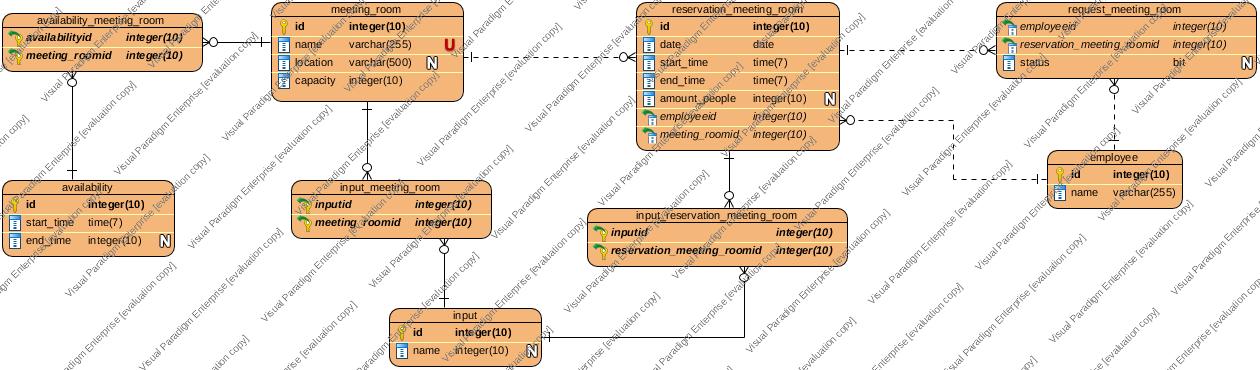 availability_meeting_room
availabilityid integer(10)
meeting_roomid integer(10)
meeting_room
id integer(10)
name varchar(255) U
location varchar(500) N
capacity integer(10)
reservation_meeting_room
id integer(10)
date date
start_time time(7)
end_time time(7)
amount_people integer(10) N
employeeid integer(10)
meeting_roomid integer(10)
request_meeting_room
employeeid integer(10)
reservation_meeting_roomid integer(10)
status bit N
availability
id integer(10)
start_time time(7)
end_time integer(10) N
input_meeting_room
inputid integer(10)
meeting_roomid integer(10)
input_reservation_meeting_room
inputid integer(10)
reservation_meeting_roomid integer(10)
employee
id integer(10)
name varchar(255)
input
id integer(10)
name integer(10) N
Visual Paradigm Enterprise [evaluation copy]